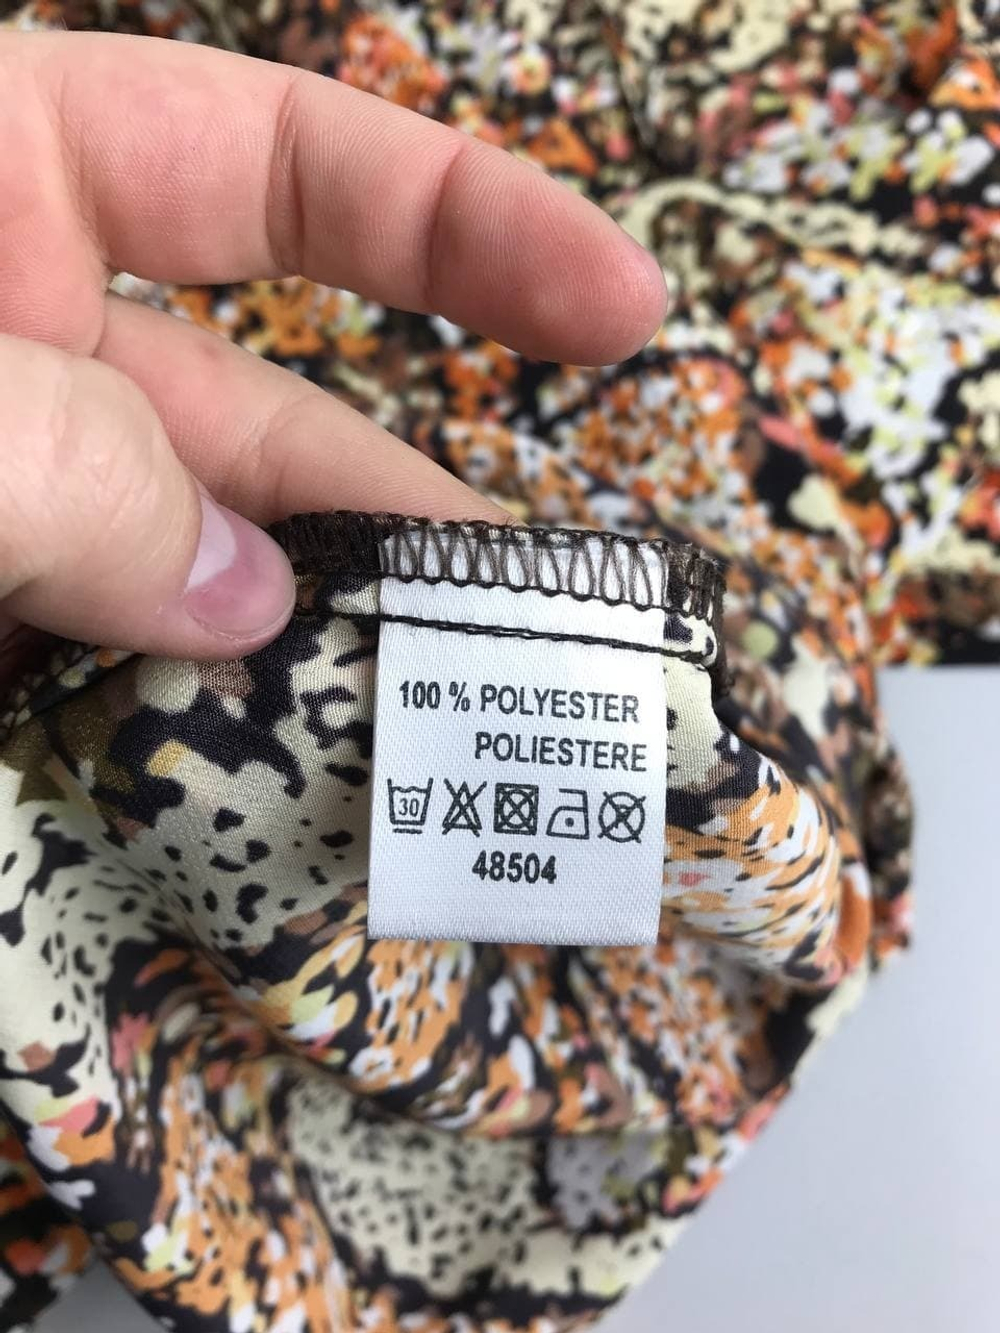 100 % POLYESTER
POLIESTERE
30
48504